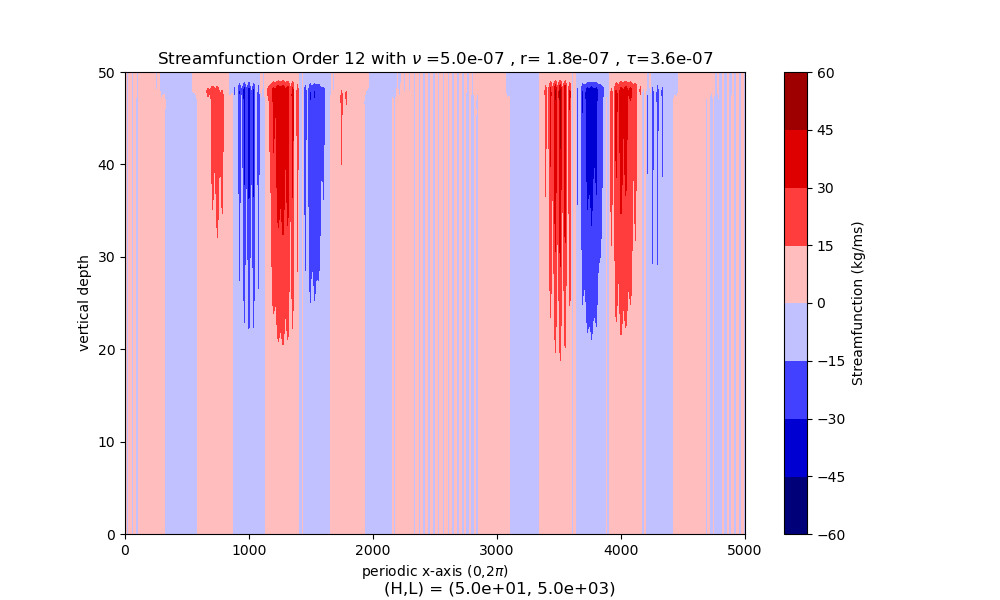 Streamfunction Order 12 with ν =5.0e-07 , r= 1.8e-07 , τ=3.6e-07
50
40
30
20
10
0
vertical depth
0 1000 2000 3000 4000 5000
periodic x-axis (0,2π)
(H,L) = (5.0e+01, 5.0e+03)
60
45
30
15
0
−15
−30
−45
−60
Streamfunction (kg/ms)